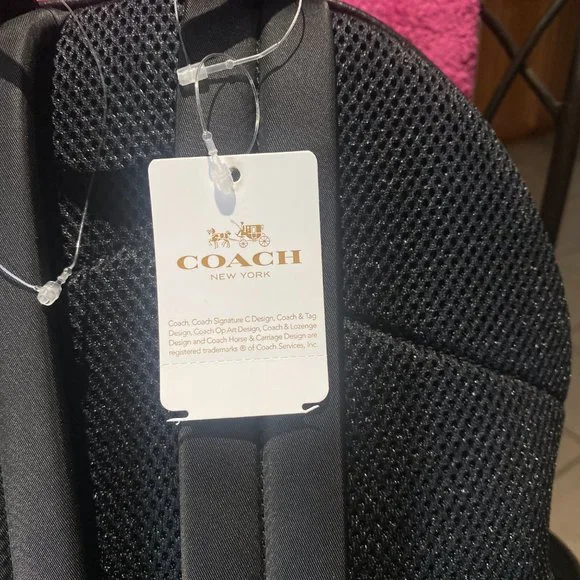 COACH
NEW YORK
Coach, Coach Signature C Design, Coach & Tag
Design, Coach Op Art Design, Coach & Lozenge
Design and Coach Horse & Carriage Design are
registered trademarks ® of Coach Services, Inc.